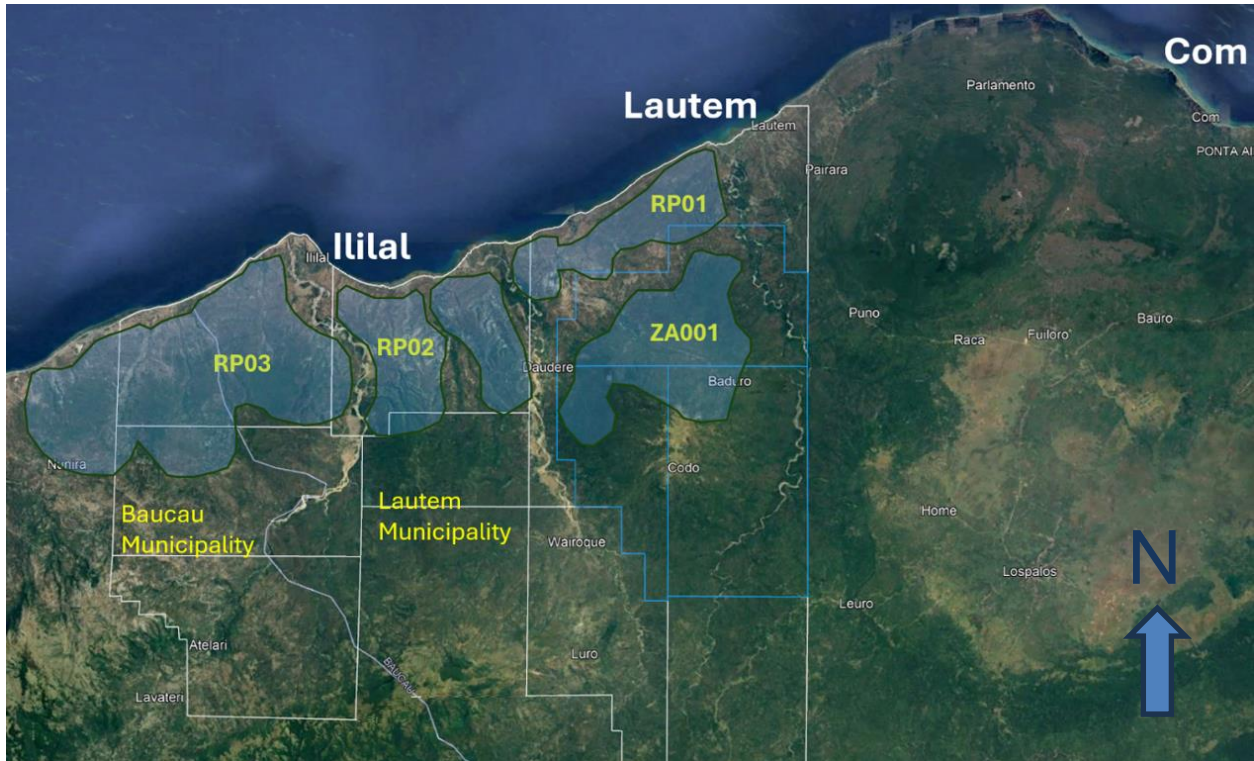 Com
Parlamento
Lautem
Lautem
Com
PONTA AI
Pairara
RP01
Ililal
Ililal
Puno
Bauro
Fuiloro
Raca
ZA001
RP02
RP03
Daudere
Baduro
Nunira
Codo
Baucau
Municipality
Lautem
Municipality
Home
Wairoque
N
Lospalos
Leuro
Atelari
Luro
BAUCAU
Lavateri